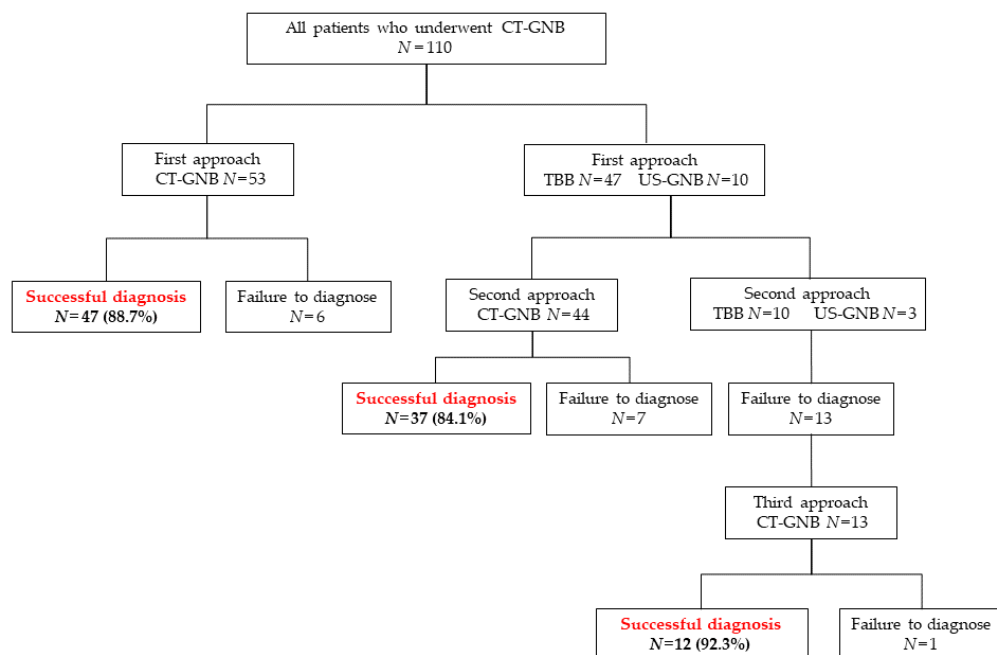 All patients who underwent CT-GNB
N=110
First approach
CT-GNB N=53
First approach
TBB N=47 US-GNB N=10
Successful diagnosis
N=47 (88.7%)
Failure to diagnose
N=6
Second approach
CT-GNB N=44
Second approach
TBB N=10 US-GNB N=3
Successful diagnosis
N=37 (84.1%)
Failure to diagnose
N=7
Failure to diagnose
N=13
Third approach
CT-GNB N=13
Successful diagnosis
N=12 (92.3%)
Failure to diagnose
N=1